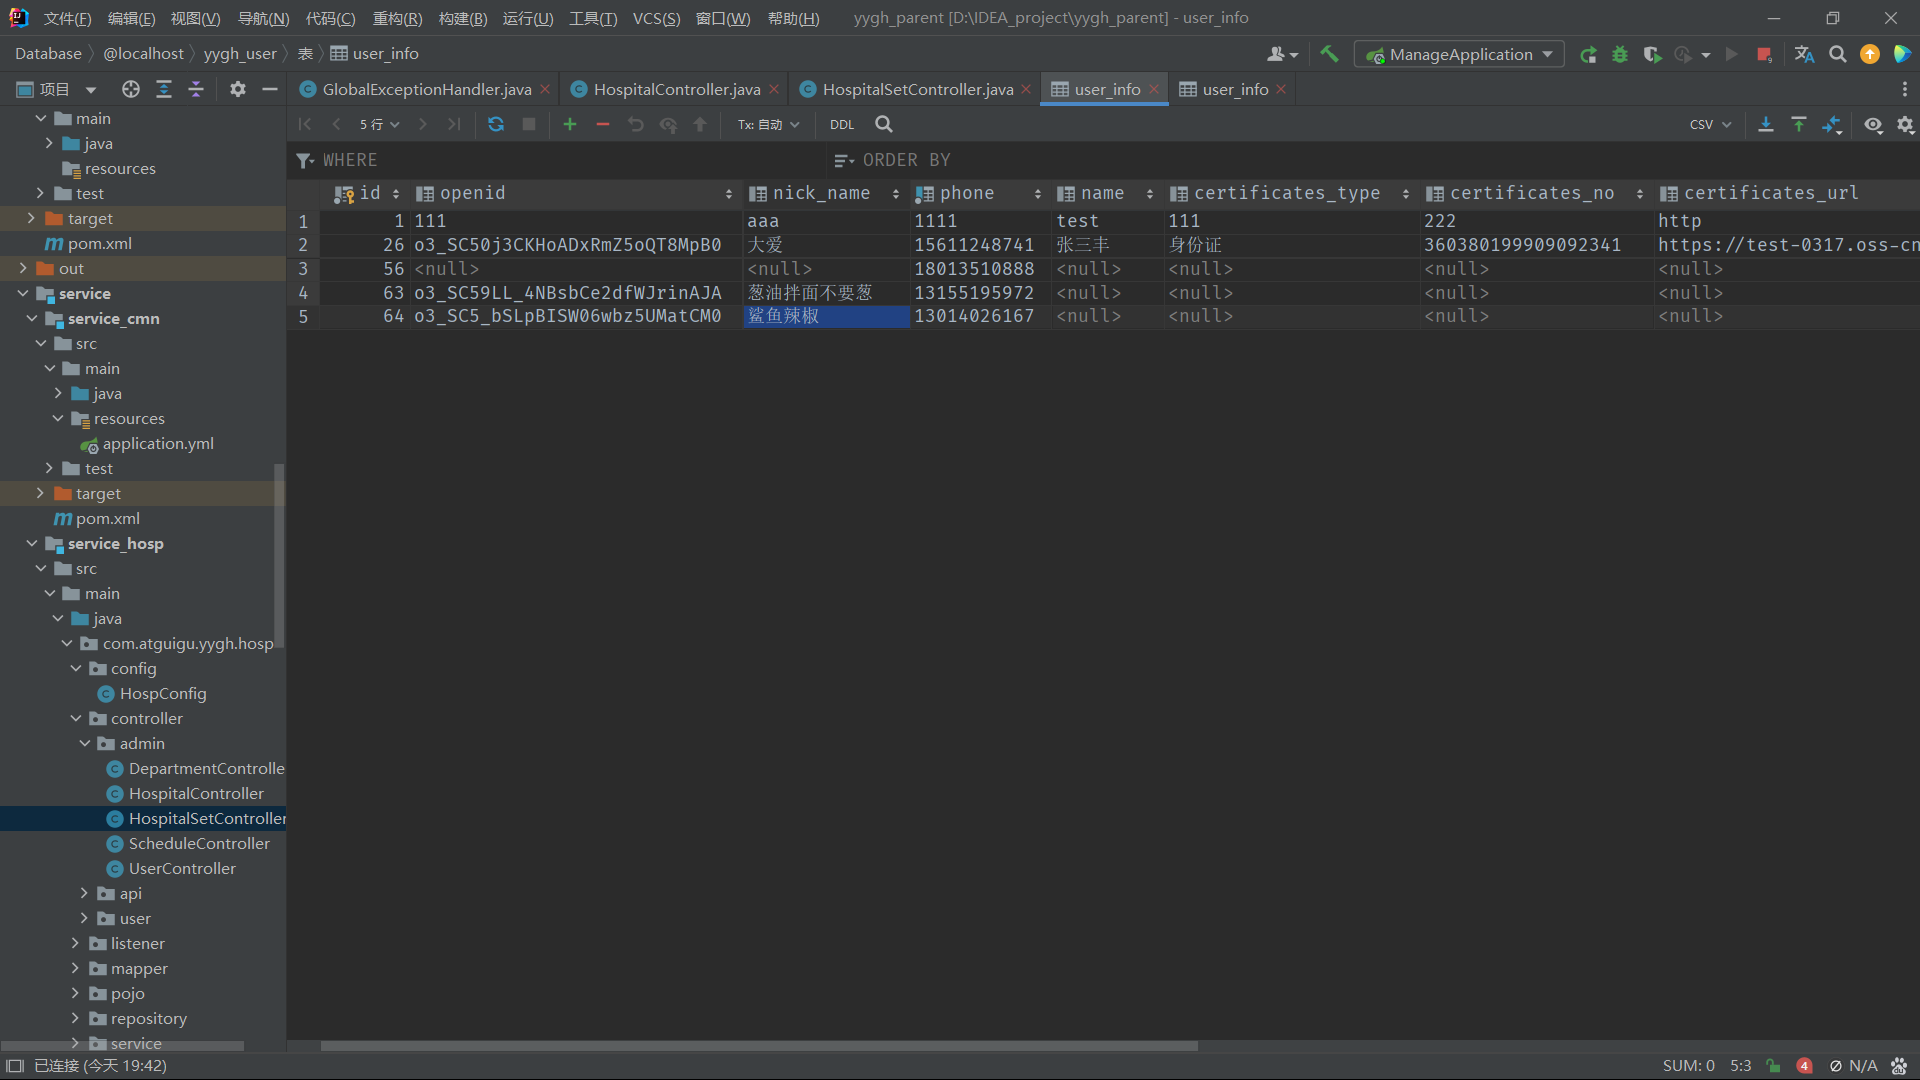 文件(F) 编辑(E) 视图(V) 导航(N) 代码(C) 重构(R) 构建(B) 运行(U) 工具(T) VCS(S) 窗口(W) 帮助(H) yygh_parent [D:\IDEA_project\yygh_parent] - user_info
Database @localhost yygh_user 表 user_info ManageApplication
项目 GlobalExceptionHandler.java HospitalController.java HospitalSetController.java user_info user_info
5 行 Tx: 自动 DDL CSV
WHERE ORDER BY
id openid nick_name phone name certificates_type certificates_no certificates_url
1 1 111 aaa 1111 test 111 222 http
2 26 o3_SC50j3CKHoADxRmZ5oQT8MpB0 大爱 15611248741 张三丰 身份证 360380199909092341 https://test-0317.oss-cn
3 56 <null> <null> 18013510888 <null> <null> <null> <null>
4 63 o3_SC59LL_4NBsbCe2dfWJrinAJA 葱油拌面不要葱 13155195972 <null> <null> <null> <null>
5 64 o3_SC5_bSLpBISW06wbz5UMatCM0 鲨鱼辣椒 13014026167 <null> <null> <null> <null>
main
java
resources
test
target
pom.xml
out
service
service_cmn
src
main
java
resources
application.yml
test
target
pom.xml
service_hosp
src
main
java
com.atguigu.yygh.hosp
config
HospConfig
controller
admin
DepartmentControlle
HospitalController
HospitalSetController
ScheduleController
UserController
api
user
listener
mapper
pojo
repository
service
已连接 (今天 19:42) SUM: 0 5:3 4 N/A